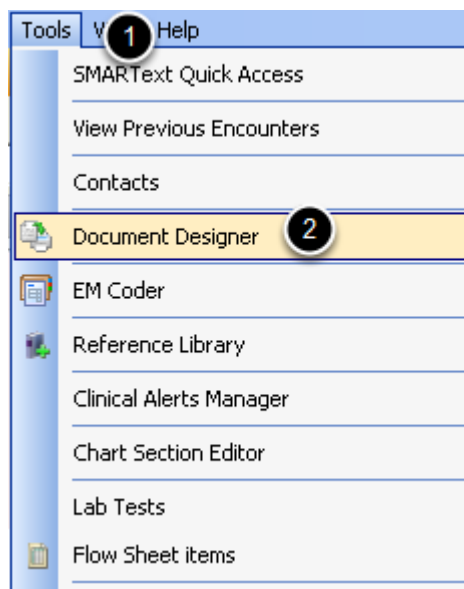 Tools V 1 Help
SMARText Quick Access
View Previous Encounters
Contacts
Document Designer 2
EM Coder
Reference Library
Clinical Alerts Manager
Chart Section Editor
Lab Tests
Flow Sheet items